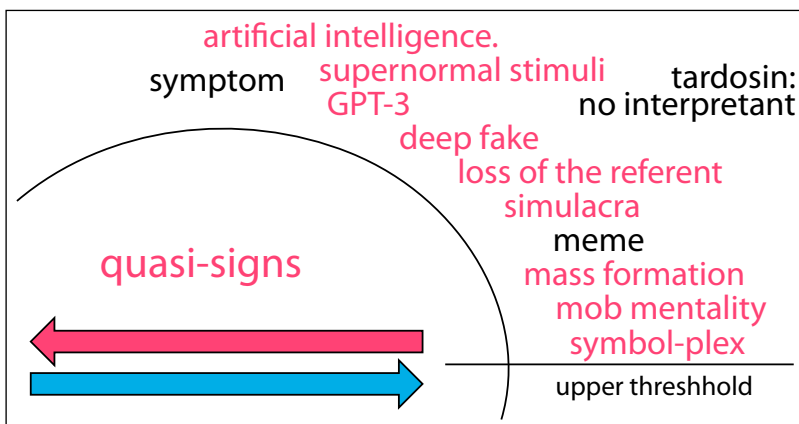 artificial intelligence.
symptom
supernormal stimuli
tardosin:
GPT-3
no interpretant
deep fake
loss of the referent
simulacra
meme
quasi-signs
mass formation
mob mentality
symbol-plex
upper threshhold